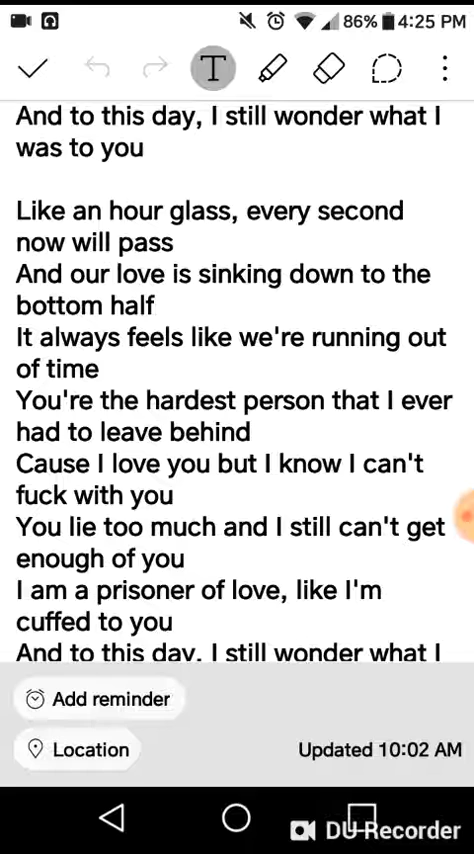 86% 4:25 PM
T
And to this day, I still wonder what I
was to you
Like an hour glass, every second
now will pass
And our love is sinking down to the
bottom half
It always feels like we're running out
of time
You're the hardest person that I ever
had to leave behind
Cause I love you but I know I can't
fuck with you
You lie too much and I still can't get
enough of you
I am a prisoner of love, like I'm
cuffed to you
And to this day, I still wonder what I
Add reminder
Location
Updated 10:02 AM
DU Recorder